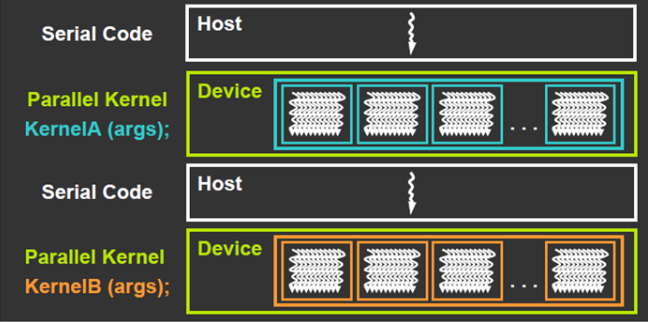 Serial Code
Host
Parallel Kernel
KernelA (args);
Device
. . .
Serial Code
Host
Parallel Kernel
KernelB (args);
Device
. . .